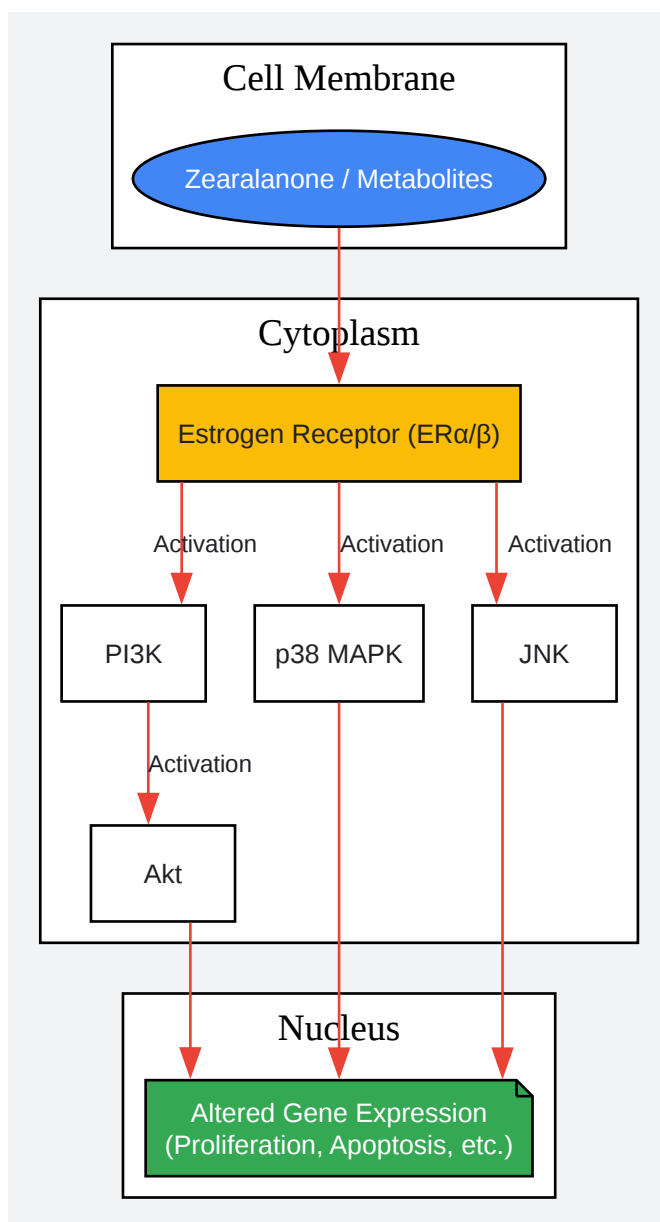 Cell Membrane
Zearalanone / Metabolites
Cytoplasm
Estrogen Receptor (ERα/β)
Activation
Activation
Activation
PI3K
p38 MAPK
JNK
Activation
Akt
Nucleus
Altered Gene Expression
(Proliferation, Apoptosis, etc.)